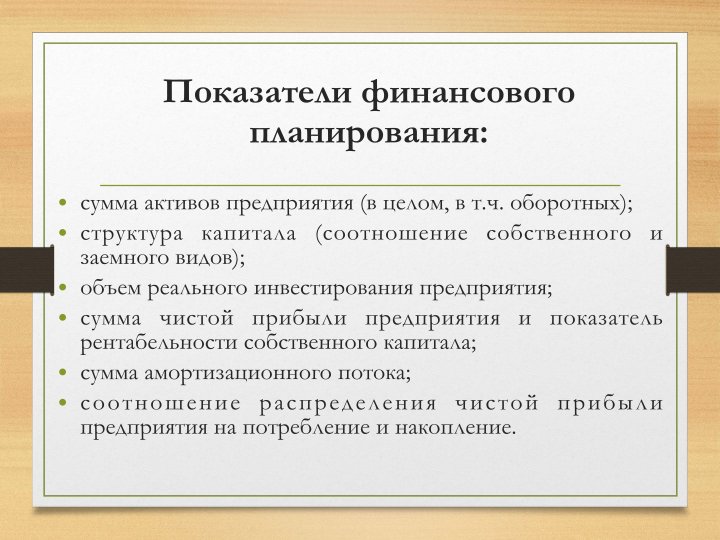 Показатели финансового
планирования:
• сумма активов предприятия (в целом, в т.ч. оборотных);
• структура капитала (соотношение собственного и
заемного видов);
• объем реального инвестирования предприятия;
• сумма чистой прибыли предприятия и показатель
рентабельности собственного капитала;
• сумма амортизационного потока;
• соотношение распределения чистой прибыли
предприятия на потребление и накопление.